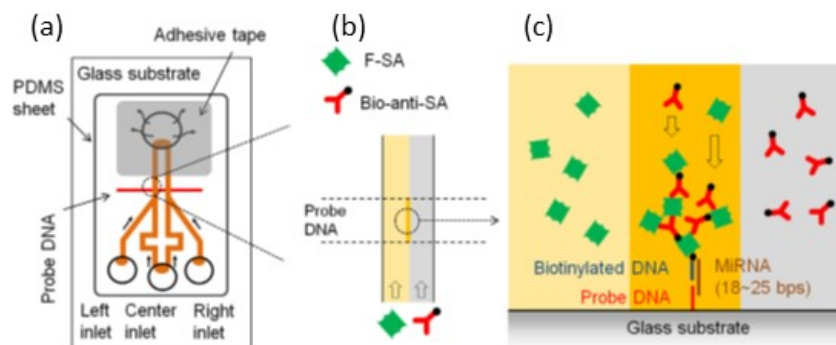 (a)
Adhesive tape
Glass substrate
PDMS
sheet
Probe DNA
Left
inlet
Center
inlet
Right
inlet
(b)
F-SA
Bio-anti-SA
Probe
DNA
(c)
Biotinylated DNA
MiRNA
(18~25 bps)
Probe DNA
Glass substrate